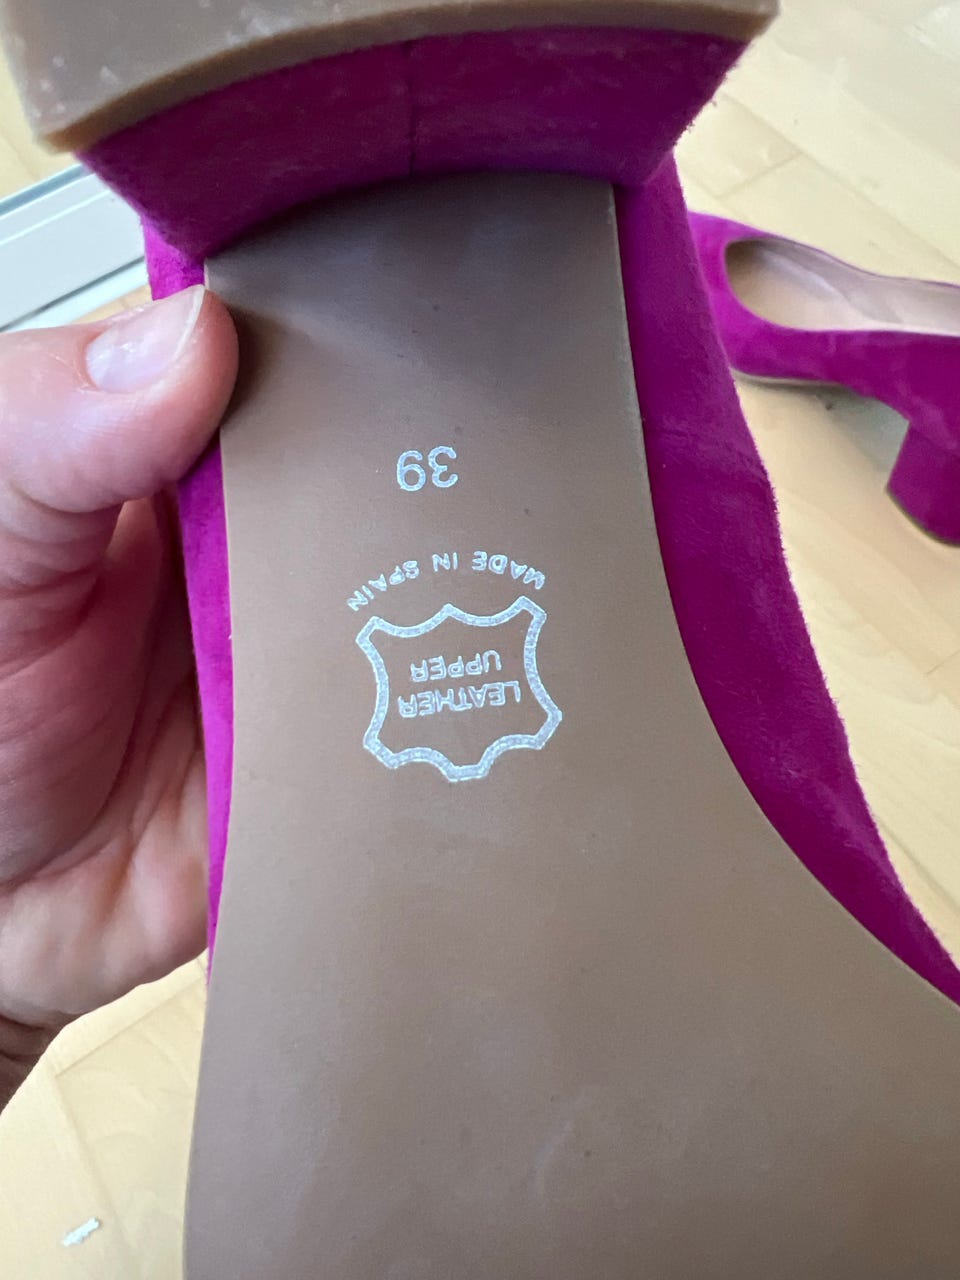 LEATHER
UPPER
MADE IN SPAIN
39